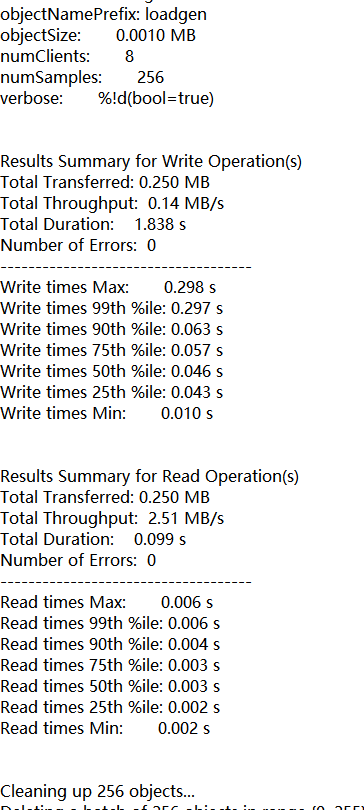 objectNamePrefix: loadgen
objectSize: 0.0010 MB
numClients: 8
numSamples: 256
verbose: %!d(bool=true)
Results Summary for Write Operation(s)
Total Transferred: 0.250 MB
Total Throughput: 0.14 MB/s
Total Duration: 1.838 s
Number of Errors: 0
------------------------------------
Write times Max: 0.298 s
Write times 99th %ile: 0.297 s
Write times 90th %ile: 0.063 s
Write times 75th %ile: 0.057 s
Write times 50th %ile: 0.046 s
Write times 25th %ile: 0.043 s
Write times Min: 0.010 s
Results Summary for Read Operation(s)
Total Transferred: 0.250 MB
Total Throughput: 2.51 MB/s
Total Duration: 0.099 s
Number of Errors: 0
------------------------------------
Read times Max: 0.006 s
Read times 99th %ile: 0.006 s
Read times 90th %ile: 0.004 s
Read times 75th %ile: 0.003 s
Read times 50th %ile: 0.003 s
Read times 25th %ile: 0.002 s
Read times Min: 0.002 s
Cleaning up 256 objects...
Deleting a batch of 256 objects in range {0, 255}